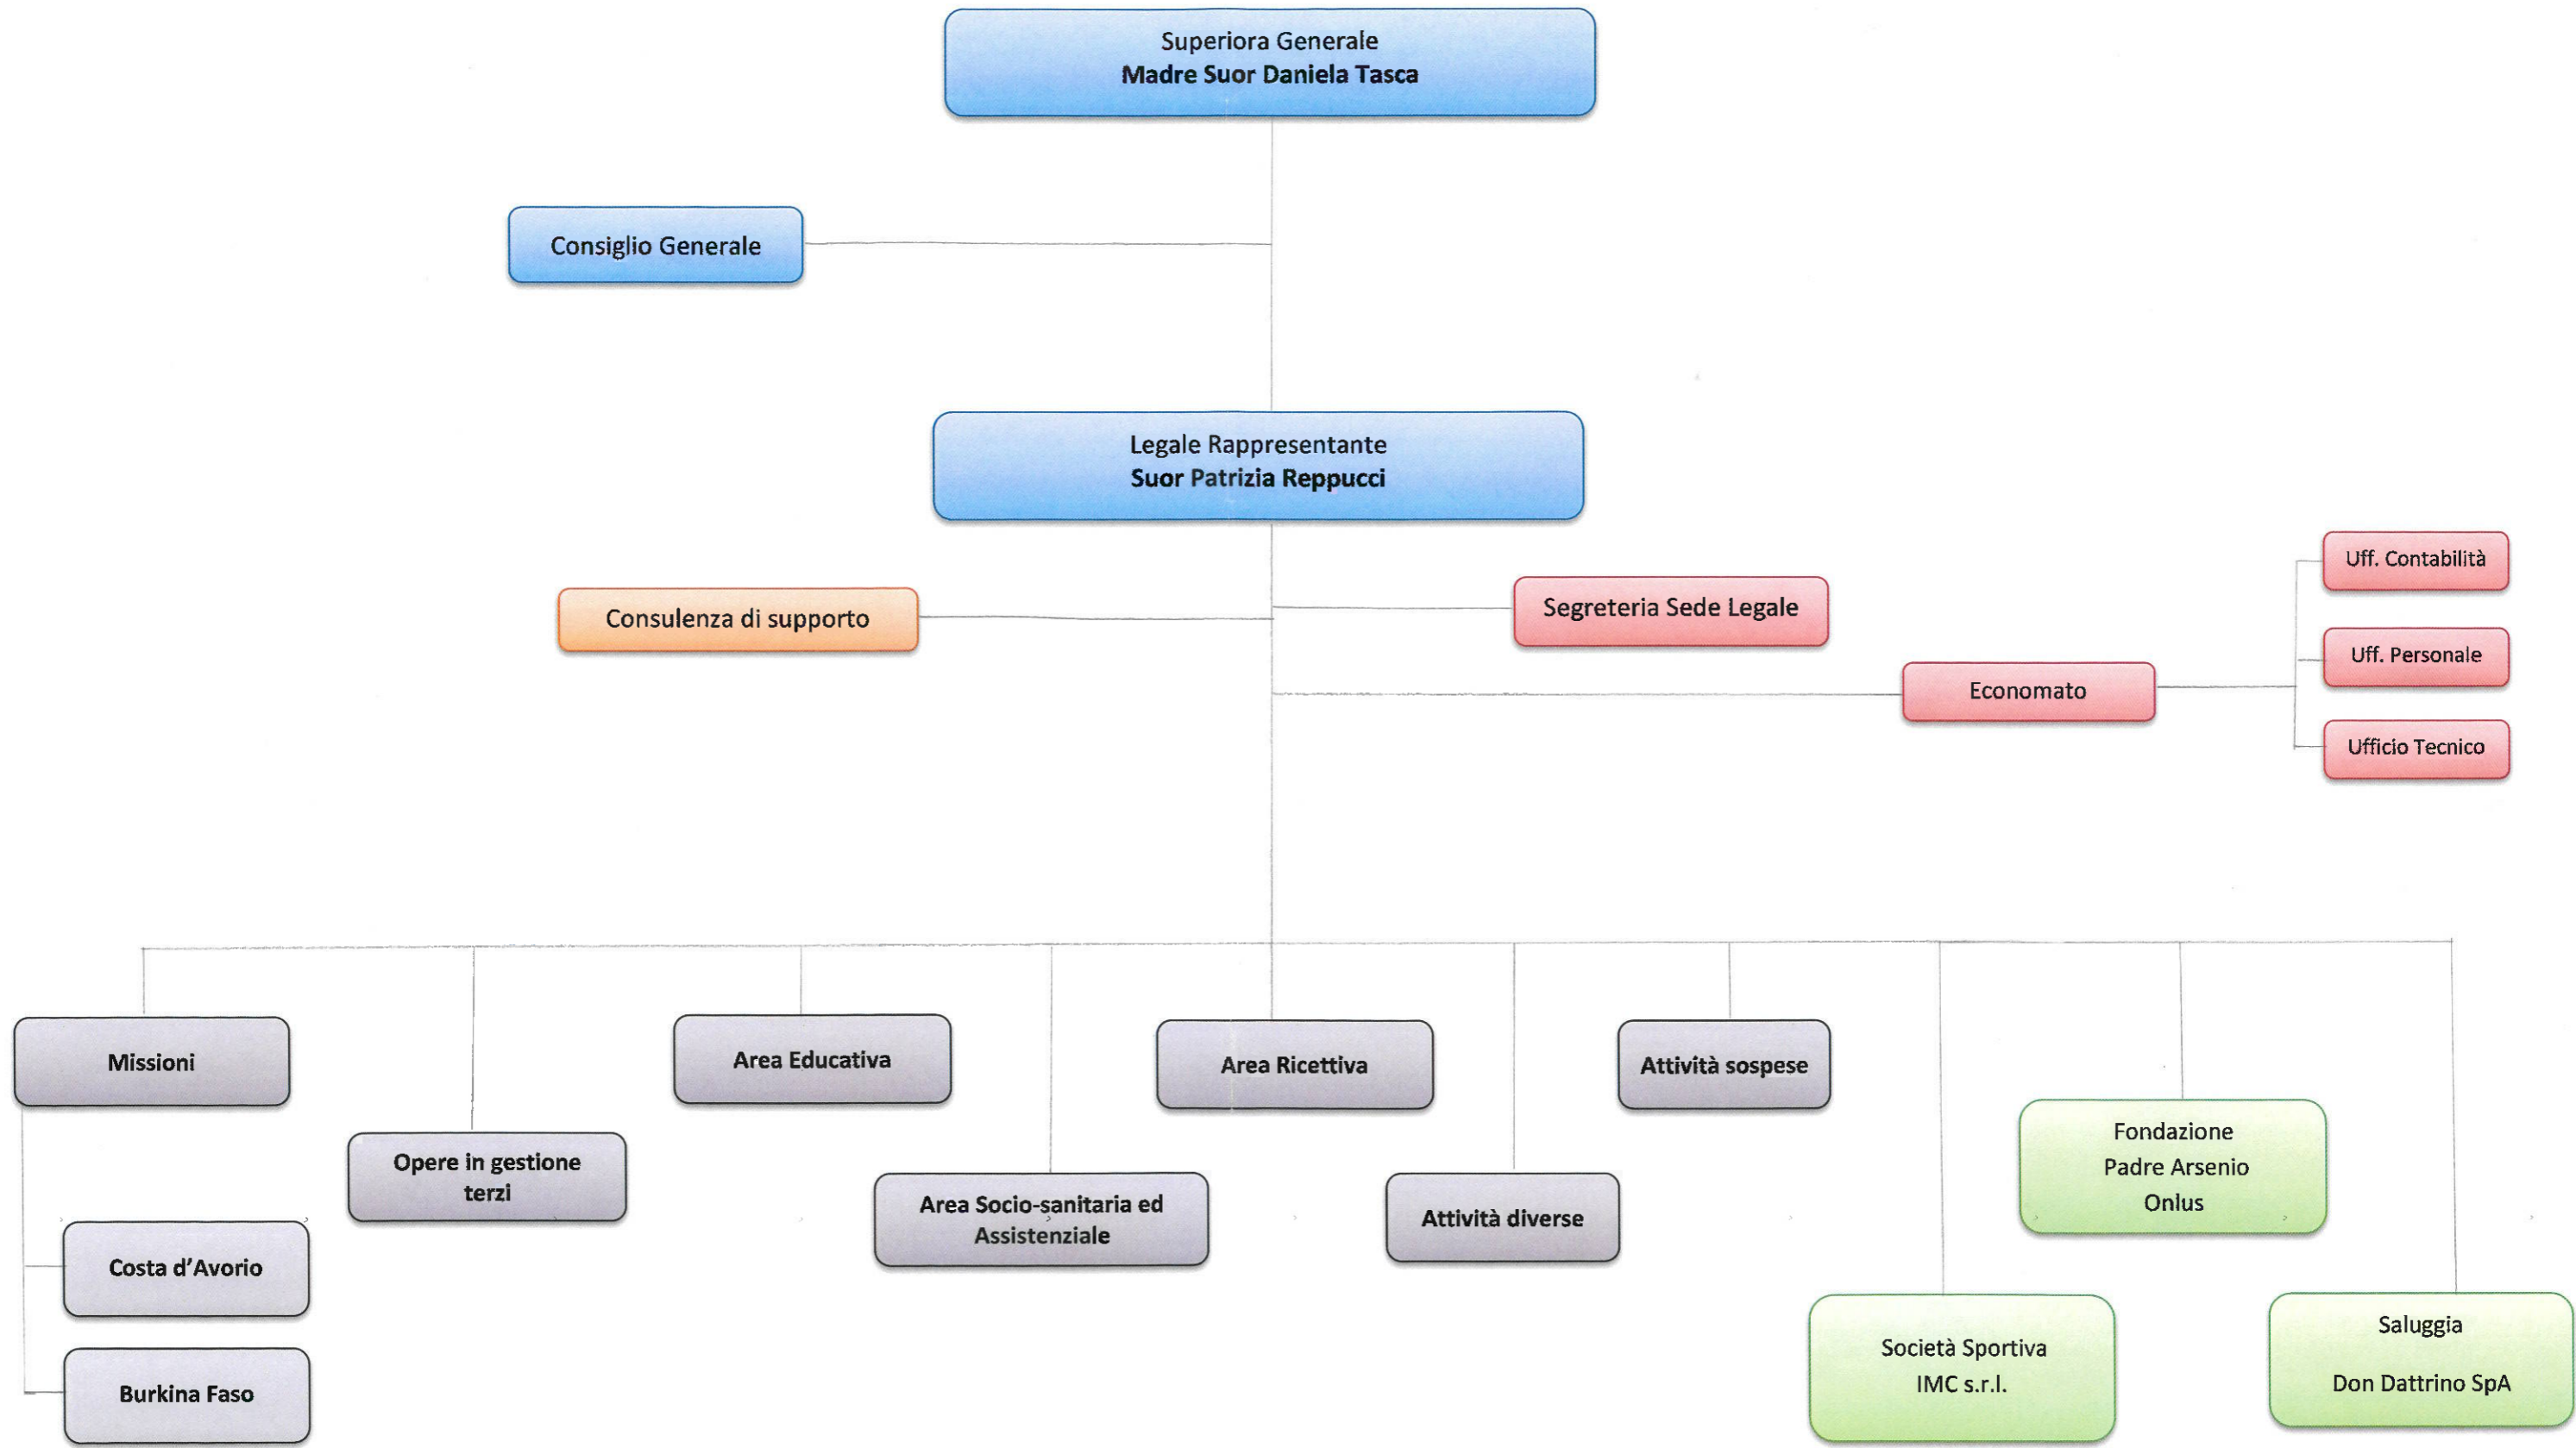 Superiora Generale
Madre Suor Daniela Tasca
Consiglio Generale
Legale Rappresentante
Suor Patrizia Reppucci
Consulenza di supporto
Segreteria Sede Legale
Economato
Uff. Contabilità
Uff. Personale
Ufficio Tecnico
Missioni
Costa d’Avorio
Burkina Faso
Opere in gestione
terzi
Area Educativa
Area Socio-sanitaria ed
Assistenziale
Area Ricettiva
Attività diverse
Attività sospese
Società Sportiva
IMC s.r.l.
Fondazione
Padre Arsenio
Onlus
Saluggia
Don Dattrino SpA